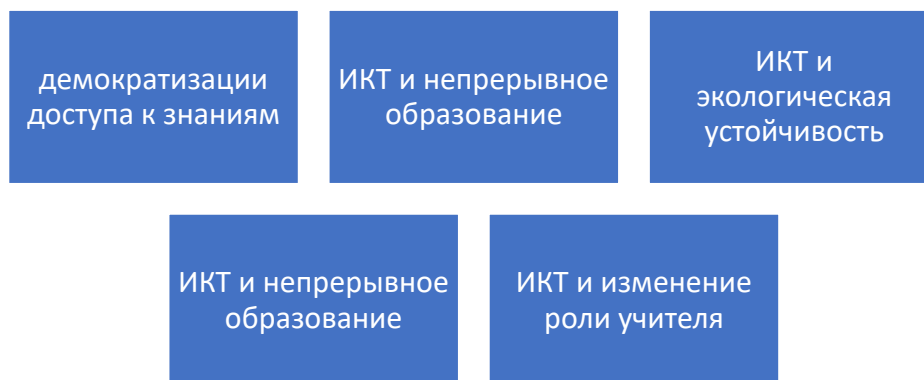 демократизации
доступа к знаниям
ИКТ и непрерывное
образование
ИКТ и
экологическая
устойчивость
ИКТ и непрерывное
образование
ИКТ и изменение
роли учителя